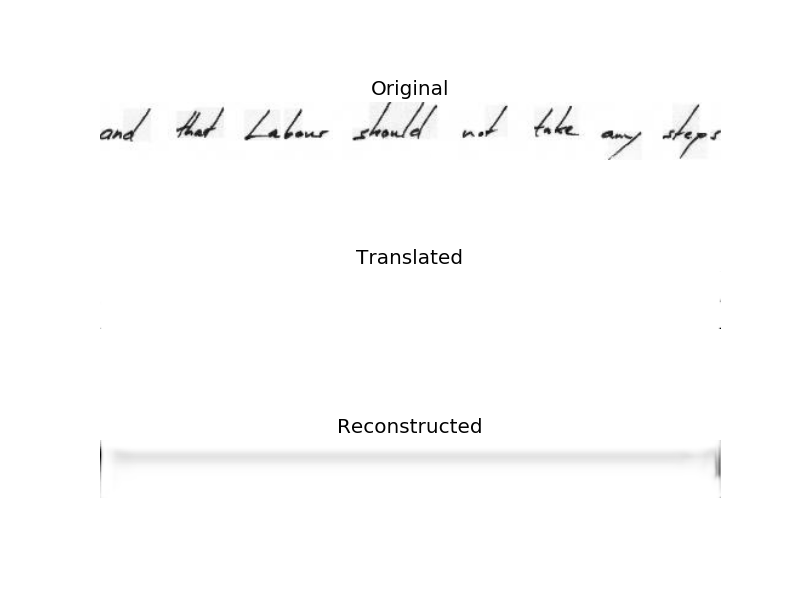 Original
and that Labour should not take any steps
Translated
Reconstructed